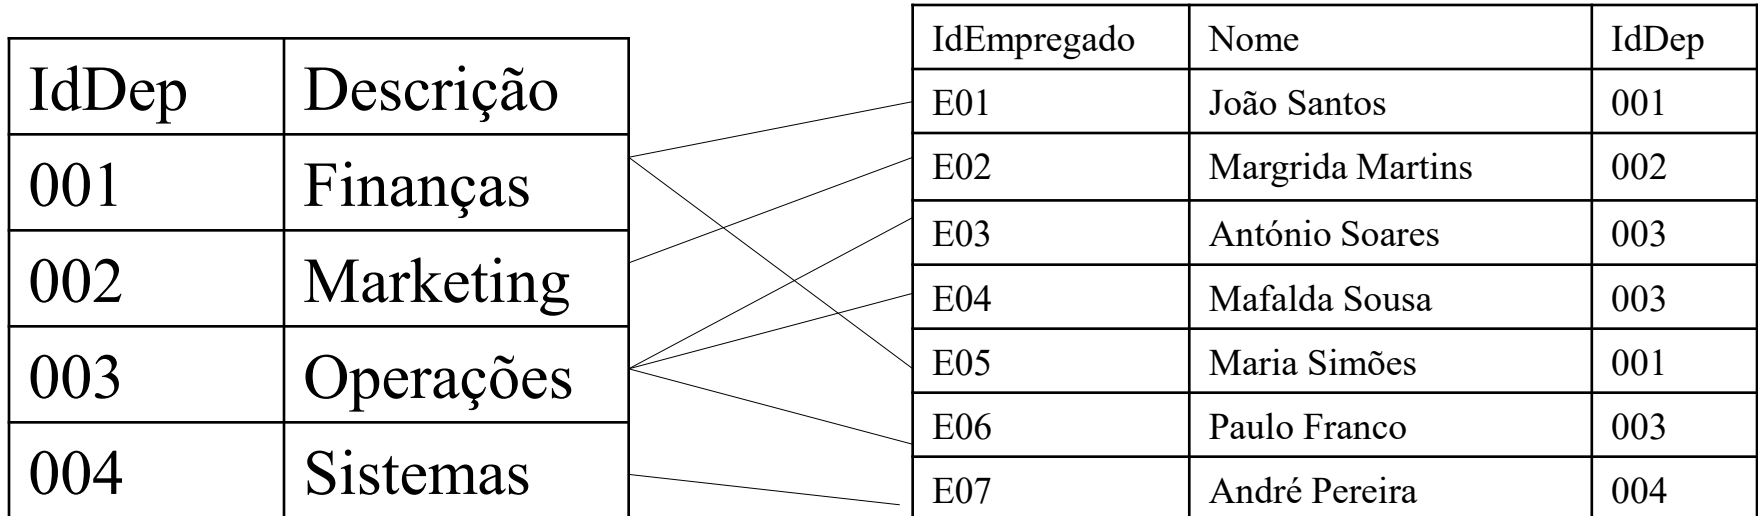 IdDep Descrição
001 Finanças
002 Marketing
003 Operações
004 Sistemas
IdEmpregado Nome IdDep
E01 João Santos 001
E02 Margrida Martins 002
E03 António Soares 003
E04 Mafalda Sousa 003
E05 Maria Simões 001
E06 Paulo Franco 003
E07 André Pereira 004